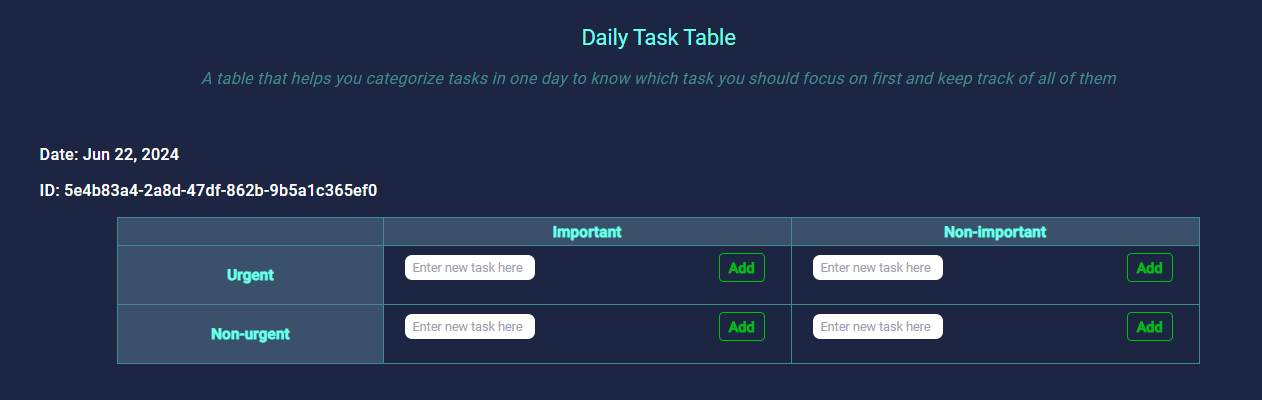 Daily Task Table
A table that helps you categorize tasks in one day to know which task you should focus on first and keep track of all of them
Date: Jun 22, 2024
ID: 5e4b83a4-2a8d-47df-862b-9b5a1c365ef0
Important Non-important
Urgent Enter new task here Add Enter new task here Add
Non-urgent Enter new task here Add Enter new task here Add